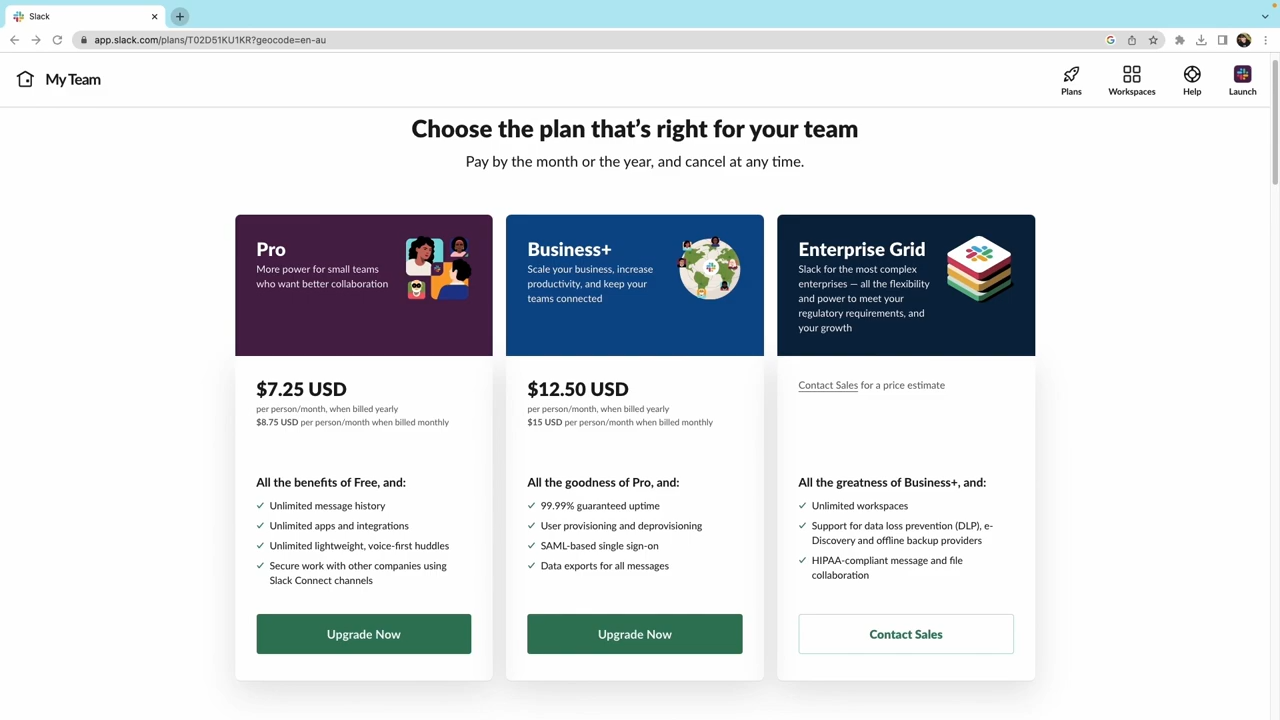 Slack
app.slack.com/plans/T02D51KU1KR?geocode=en-au
My Team
Plans
Workspaces
Help
Launch
Choose the plan that’s right for your team
Pay by the month or the year, and cancel at any time.
Pro
More power for small teams
who want better collaboration
$7.25 USD
per person/month, when billed yearly
$8.75 USD per person/month when billed monthly
All the benefits of Free, and:
Unlimited message history
Unlimited apps and integrations
Unlimited lightweight, voice-first huddles
Secure work with other companies using
Slack Connect channels
Upgrade Now
Business+
Scale your business, increase
productivity, and keep your
teams connected
$12.50 USD
per person/month, when billed yearly
$15 USD per person/month when billed monthly
All the goodness of Pro, and:
99.99% guaranteed uptime
User provisioning and deprovisioning
SAML-based single sign-on
Data exports for all messages
Upgrade Now
Enterprise Grid
Slack for the most complex
enterprises — all the flexibility
and power to meet your
regulatory requirements, and
your growth
Contact Sales for a price estimate
All the greatness of Business+, and:
Unlimited workspaces
Support for data loss prevention (DLP), e-
Discovery and offline backup providers
HIPAA-compliant message and file
collaboration
Contact Sales